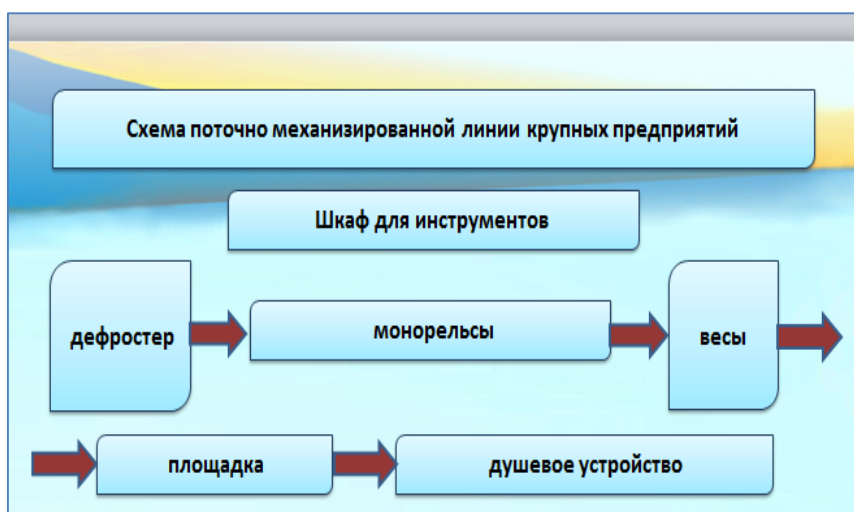 Схема поточно механизированной линии крупных предприятий
Шкаф для инструментов
дефростер
монорельсы
весы
площадка
душевое устройство